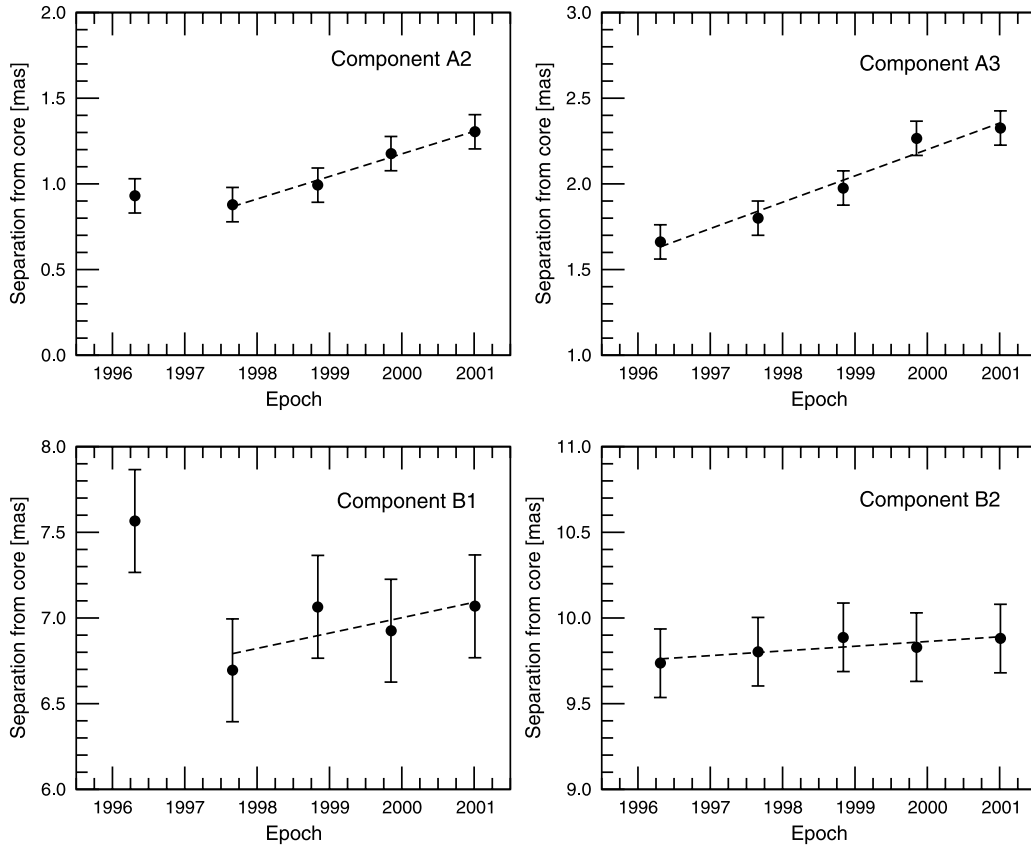 2.0
1.5
1.0
0.5
0.0
Separation from core [mas]
Component A2
1996 1997 1998 1999 2000 2001
Epoch
3.0
2.5
2.0
1.5
1.0
Separation from core [mas]
Component A3
1996 1997 1998 1999 2000 2001
Epoch
8.0
7.5
7.0
6.5
6.0
Separation from core [mas]
Component B1
1996 1997 1998 1999 2000 2001
Epoch
11.0
10.5
10.0
9.5
9.0
Separation from core [mas]
Component B2
1996 1997 1998 1999 2000 2001
Epoch